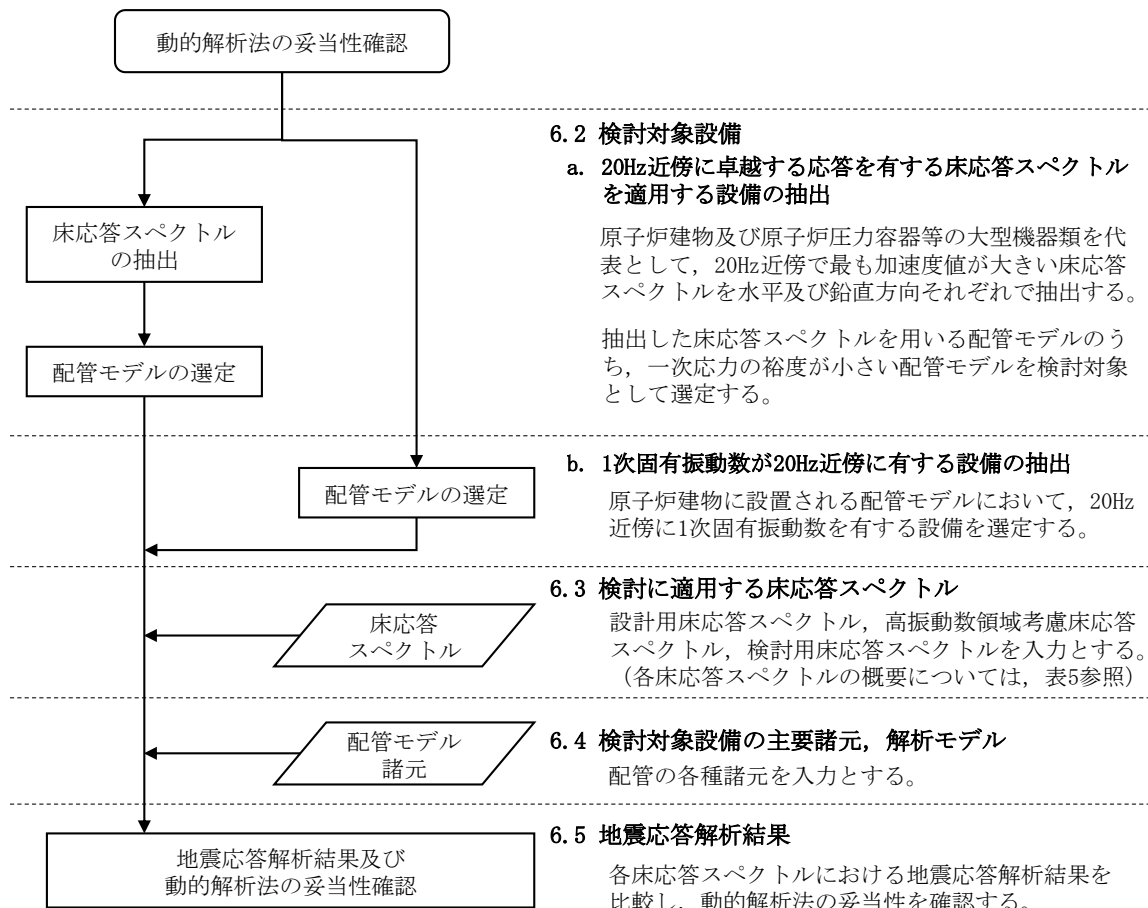 動的解析法の妥当性確認
6.2 検討対象設備
a. 20Hz近傍に卓越する応答を有する床応答スペクトル
を適用する設備の抽出
床応答スペクトル
の抽出
原子炉建物及び原子炉圧力容器等の大型機器類を代
表として，20Hz近傍で最も加速度値が大きい床応答
スペクトルを水平及び鉛直方向それぞれで抽出する。
配管モデルの選定
抽出した床応答スペクトルを用いる配管モデルのう
ち，一次応力の裕度が小さい配管モデルを検討対象
として選定する。
b. 1次固有振動数が20Hz近傍に有する設備の抽出
配管モデルの選定
原子炉建物に設置される配管モデルにおいて，20Hz
近傍に1次固有振動数を有する設備を選定する。
6.3 検討に適用する床応答スペクトル
床応答
スペクトル
設計用床応答スペクトル，高振動数領域考慮床応答
スペクトル，検討用床応答スペクトルを入力とする。
（各床応答スペクトルの概要については，表5参照）
6.4 検討対象設備の主要諸元，解析モデル
配管モデル
諸元
配管の各種諸元を入力とする。
6.5 地震応答解析結果
地震応答解析結果及び
動的解析法の妥当性確認
各床応答スペクトルにおける地震応答解析結果を
比較し，動的解析法の妥当性を確認する。